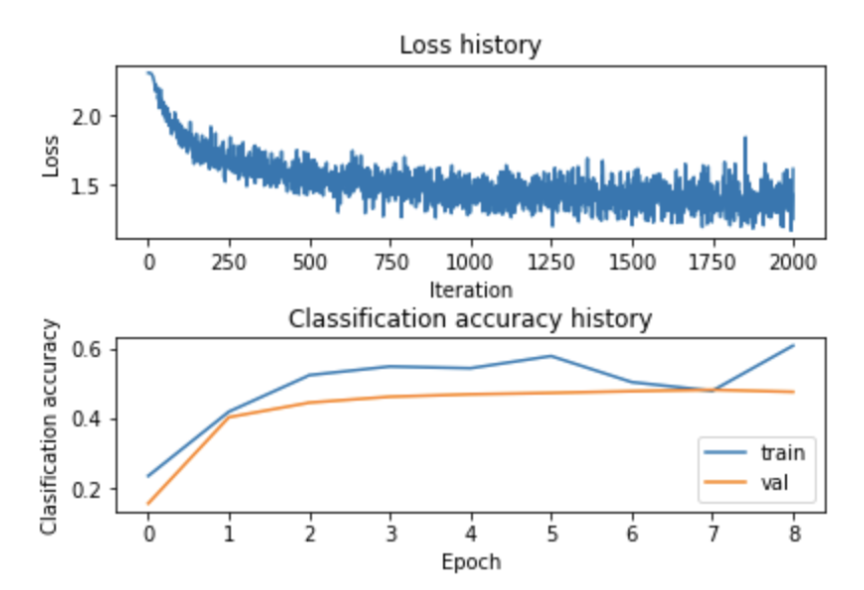 Loss history
2.0
1.5
Loss
0 250 500 750 1000 1250 1500 1750 2000
Iteration
Classification accuracy history
0.6
0.4
0.2
Clasification accuracy
train
val
0 1 2 3 4 5 6 7 8
Epoch